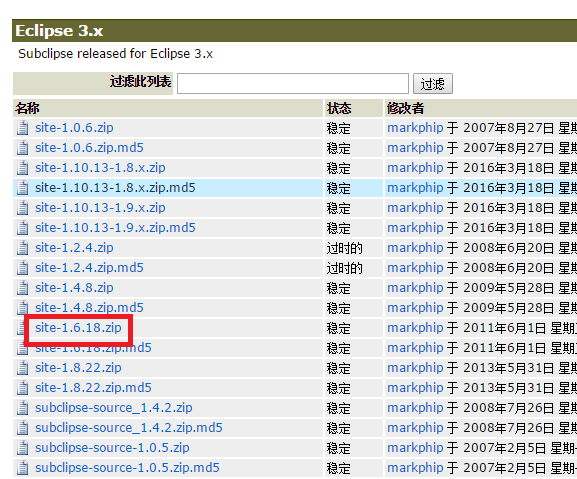 Eclipse 3.x
Subclipse released for Eclipse 3.x
过滤此列表 过滤
名称 状态 修改者
site-1.0.6.zip 稳定 markphip 于 2007年8月27日 星期
site-1.0.6.zip.md5 稳定 markphip 于 2007年8月27日 星期
site-1.10.13-1.8.x.zip 稳定 markphip 于 2016年3月18日 星期
site-1.10.13-1.8.x.zip.md5 稳定 markphip 于 2016年3月18日 星期
site-1.10.13-1.9.x.zip 稳定 markphip 于 2016年3月18日 星期
site-1.10.13-1.9.x.zip.md5 稳定 markphip 于 2016年3月18日 星期
site-1.2.4.zip 过时的 markphip 于 2008年6月20日 星期
site-1.2.4.zip.md5 过时的 markphip 于 2008年6月20日 星期
site-1.4.8.zip 稳定 markphip 于 2009年5月28日 星期
site-1.4.8.zip.md5 稳定 markphip 于 2009年5月28日 星期
site-1.6.18.zip 稳定 markphip 于 2011年6月1日 星期
site-1.6.18.zip.md5 稳定 markphip 于 2011年6月1日 星期
site-1.8.22.zip 稳定 markphip 于 2013年5月31日 星期
site-1.8.22.zip.md5 稳定 markphip 于 2013年5月31日 星期
subclipse-source_1.4.2.zip 稳定 markphip 于 2008年7月26日 星期
subclipse-source_1.4.2.zip.md5 稳定 markphip 于 2008年7月26日 星期
subclipse-source-1.0.5.zip 稳定 markphip 于 2007年2月5日 星期
subclipse-source-1.0.5.zip.md5 稳定 markphip 于 2007年2月5日 星期